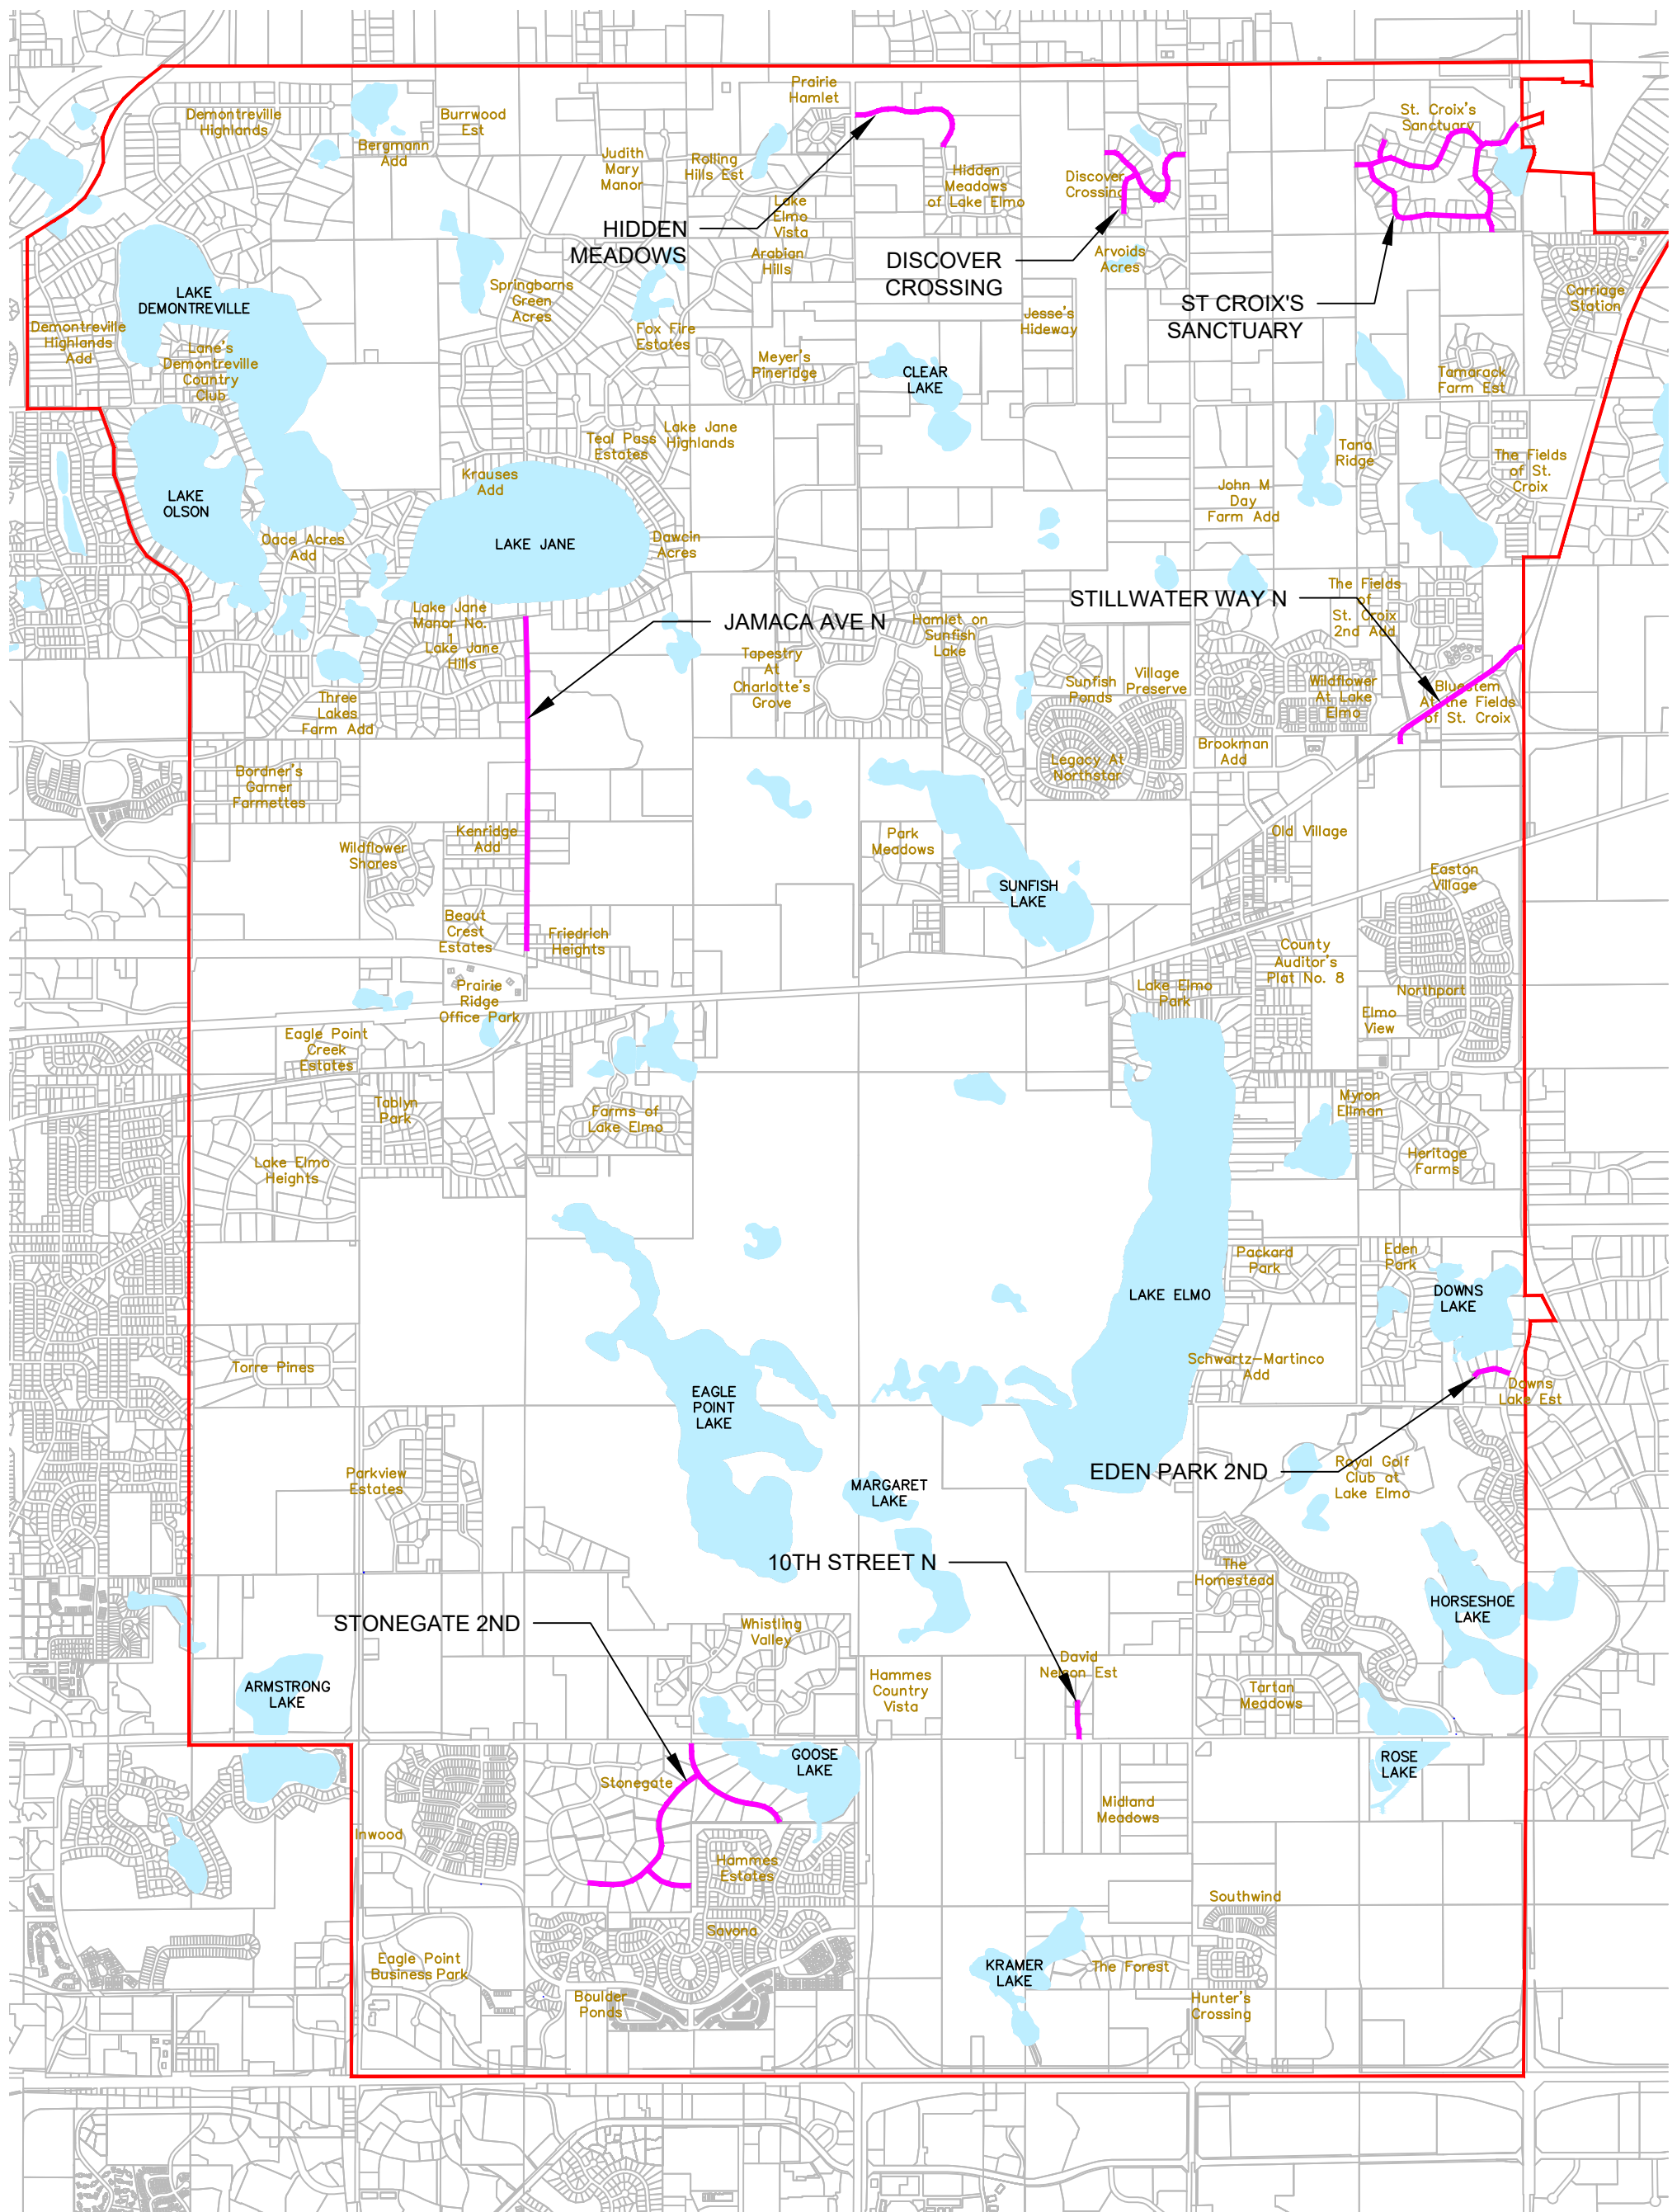 Prairie
Hamlet
Demontreville
Highlands
Burrwood
Est
Bergmann
Add
St. Croix's
Sanctuary
Judith
Mary
Manor
Rolling
Hills Est
Hidden
Meadows
of Lake Elmo
Discover
Crossing
Lake
Elmo
Vista
HIDDEN
MEADOWS
Arabian
Hills
DISCOVER
CROSSING
Arvoids
Acres
ST CROIX'S
SANCTUARY
Carriage
Station
LAKE
DEMONTREVILLE
Springborns
Green
Acres
Demontreville
Highlands
Add
Lane's
Demontreville
Country
Club
Fox Fire
Estates
Meyer's
Pineridge
Jesse's
Hideway
CLEAR
LAKE
Tamarack
Farm Est
Teal Pass
Estates
Lake Jane
Highlands
Tana
Ridge
The Fields
of St.
Croix
Krauses
Add
LAKE
OLSON
John M
Day
Farm Add
Oace Acres
Add
LAKE JANE
Dawcin
Acres
STILLWATER WAY N
The Fields
of
St. Croix
2nd Add
Lake Jane
Manor No.
1
Lake Jane
Hills
JAMACA AVE N
Hamlet on
Sunfish
Lake
Tapestry
At
Charlotte's
Grove
Sunfish
Ponds
Village
Preserve
Wildflower
At Lake
Elmo
Bluestem
At the Fields
of St. Croix
Three
Lakes
Farm Add
Brookman
Add
Legacy At
Northstar
Bordner's
Garner
Farmettes
Kenridge
Add
Wildflower
Shores
Park
Meadows
Old Village
SUNFISH
LAKE
Easton
Village
Beaut
Crest
Estates
Friedrich
Heights
County
Auditor's
Plat No. 8
Prairie
Ridge
Office Park
Lake Elmo
Park
Northport
Elmo
View
Eagle Point
Creek
Estates
Tablyn
Park
Farms of
Lake Elmo
Myron
Ellman
Lake Elmo
Heights
Heritage
Farms
Packard
Park
Eden
Park
LAKE ELMO
DOWNS
LAKE
Torre Pines
Schwartz-Martinco
Add
EAGLE
POINT
LAKE
Downs
Lake Est
EDEN PARK 2ND
Royal Golf
Club at
Lake Elmo
Parkview
Estates
MARGARET
LAKE
10TH STREET N
The
Homestead
HORSESHOE
LAKE
STONEGATE 2ND
Whistling
Valley
David
Nelson Est
Hammes
Country
Vista
ARMSTRONG
LAKE
Tartan
Meadows
GOOSE
LAKE
ROSE
LAKE
Stonegate
Midland
Meadows
Inwood
Hammes
Estates
Southwind
Savona
Eagle Point
Business Park
KRAMER
LAKE
The Forest
Boulder
Ponds
Hunter's
Crossing